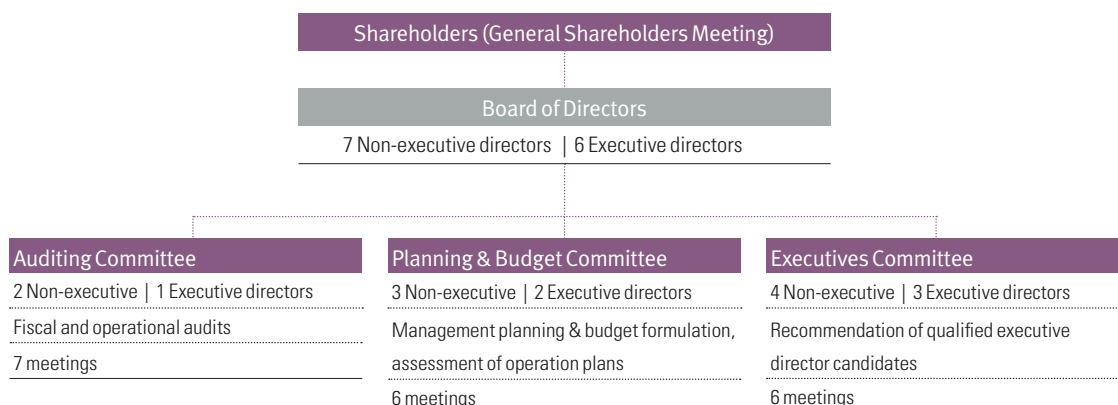 Shareholders (General Shareholders Meeting)
Board of Directors
7 Non-executive directors | 6 Executive directors
Auditing Committee
2 Non-executive | 1 Executive directors
Fiscal and operational audits
7 meetings
Planning & Budget Committee
3 Non-executive | 2 Executive directors
Management planning & budget formulation,
assessment of operation plans
6 meetings
Executives Committee
4 Non-executive | 3 Executive directors
Recommendation of qualified executive
director candidates
6 meetings